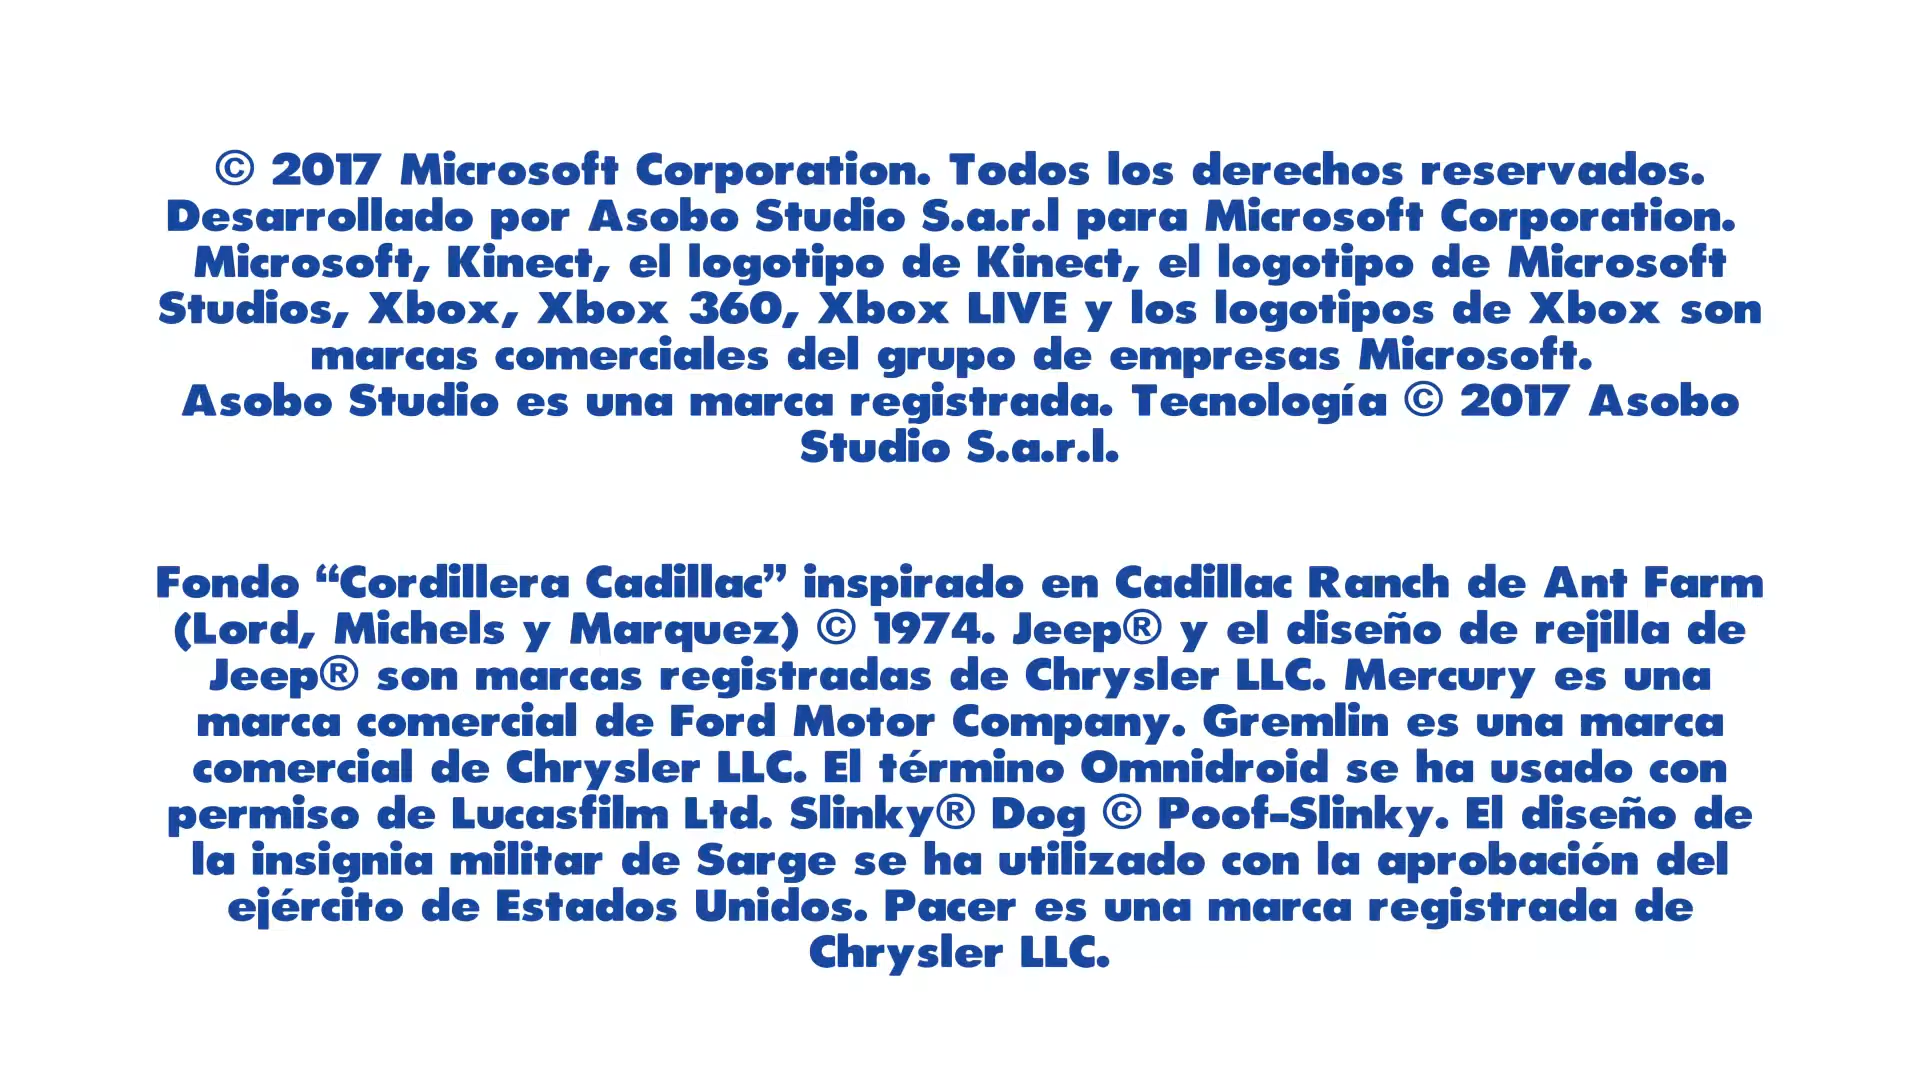 © 2017 Microsoft Corporation. Todos los derechos reservados.
Desarrollado por Asobo Studio S.a.r.l para Microsoft Corporation.
Microsoft, Kinect, el logotipo de Kinect, el logotipo de Microsoft
Studios, Xbox, Xbox 360, Xbox LIVE y los logotipos de Xbox son
marcas comerciales del grupo de empresas Microsoft.
Asobo Studio es una marca registrada. Tecnología © 2017 Asobo
Studio S.a.r.l.
Fondo “Cordillera Cadillac” inspirado en Cadillac Ranch de Ant Farm
(Lord, Michels y Marquez) © 1974. Jeep® y el diseño de rejilla de
Jeep® son marcas registradas de Chrysler LLC. Mercury es una
marca comercial de Ford Motor Company. Gremlin es una marca
comercial de Chrysler LLC. El término Omnidroid se ha usado con
permiso de Lucasfilm Ltd. Slinky® Dog © Poof-Slinky. El diseño de
la insignia militar de Sarge se ha utilizado con la aprobación del
ejército de Estados Unidos. Pacer es una marca registrada de
Chrysler LLC.